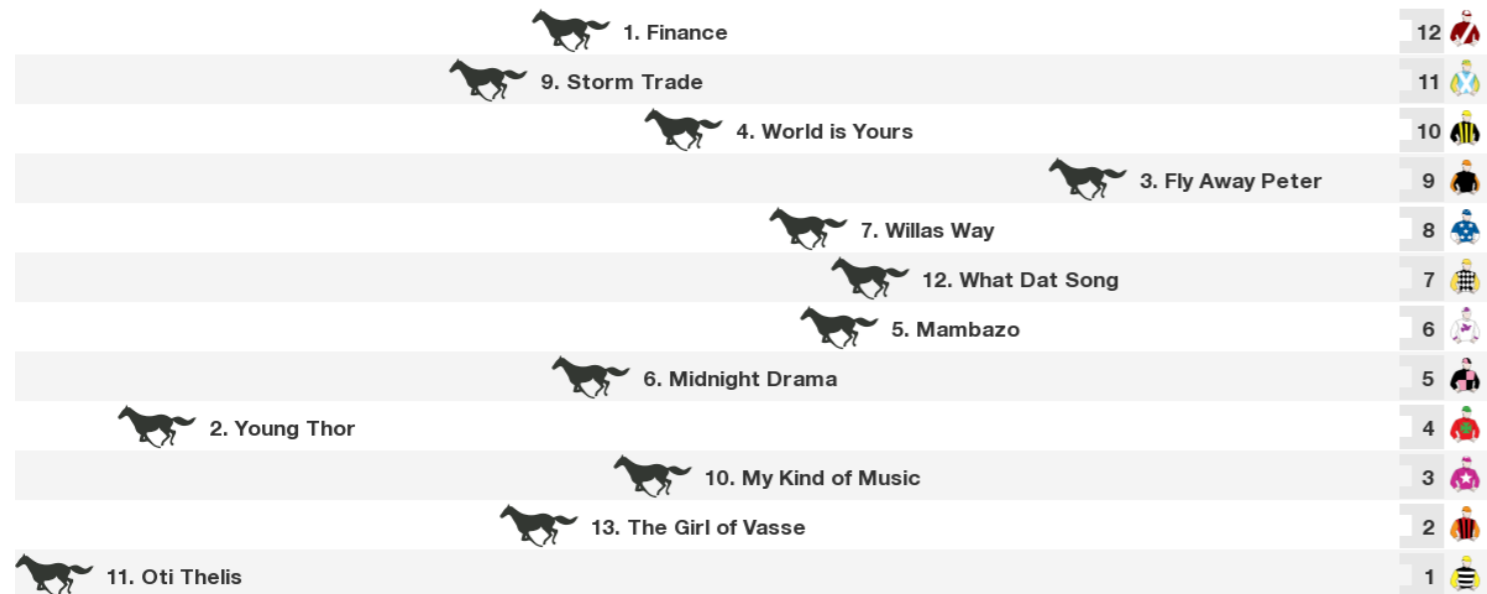 1. Finance 12
9. Storm Trade 11
4. World is Yours 10
3. Fly Away Peter 9
7. Willas Way 8
12. What Dat Song 7
5. Mambazo 6
6. Midnight Drama 5
2. Young Thor 4
10. My Kind of Music 3
13. The Girl of Vasse 2
11. Oti Thelis 1